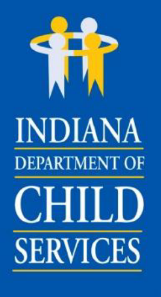 INDIANA
DEPARTMENT OF
CHILD
SERVICES